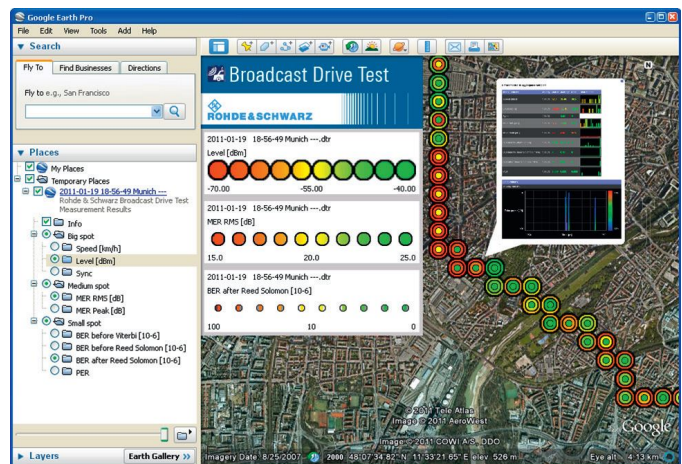 Google Earth Pro
File Edit View Tools Add Help
Search
Fly To Find Businesses Directions
Fly to e.g., San Francisco
Places
My Places
Temporary Places
2011-01-19 18-56-49 Munich ---
Rohde & Schwarz Broadcast Drive Test
Measurement Results
Info
Big spot
Speed [km/h]
Level [dBm]
Sync
Medium spot
MER RMS [dB]
MER Peak [dB]
Small spot
BER before Viterbi [10-6]
BER before Reed Solomon [10-6]
BER after Reed Solomon [10-6]
PER
Layers
Earth Gallery >>
Broadcast Drive Test
ROHDE&SCHWARZ
2011-01-19 18-56-49 Munich ---.dtr
Level [dBm]
-70.00 -55.00 -40.00
2011-01-19 18-56-49 Munich ---.dtr
MER RMS [dB]
15.0 20.0 25.0
2011-01-19 18-56-49 Munich ---.dtr
BER after Reed Solomon [10-6]
100 10 0
N
© 2011 Tele Atlas
Image © 2011 AeroWest
Image © 2011 COWI A/S, DDO
Google
Imagery Date: 8/25/2007 2000 48°07'34.82" N 11°33'21.65" E elev 526 m Eye alt 4.13 km